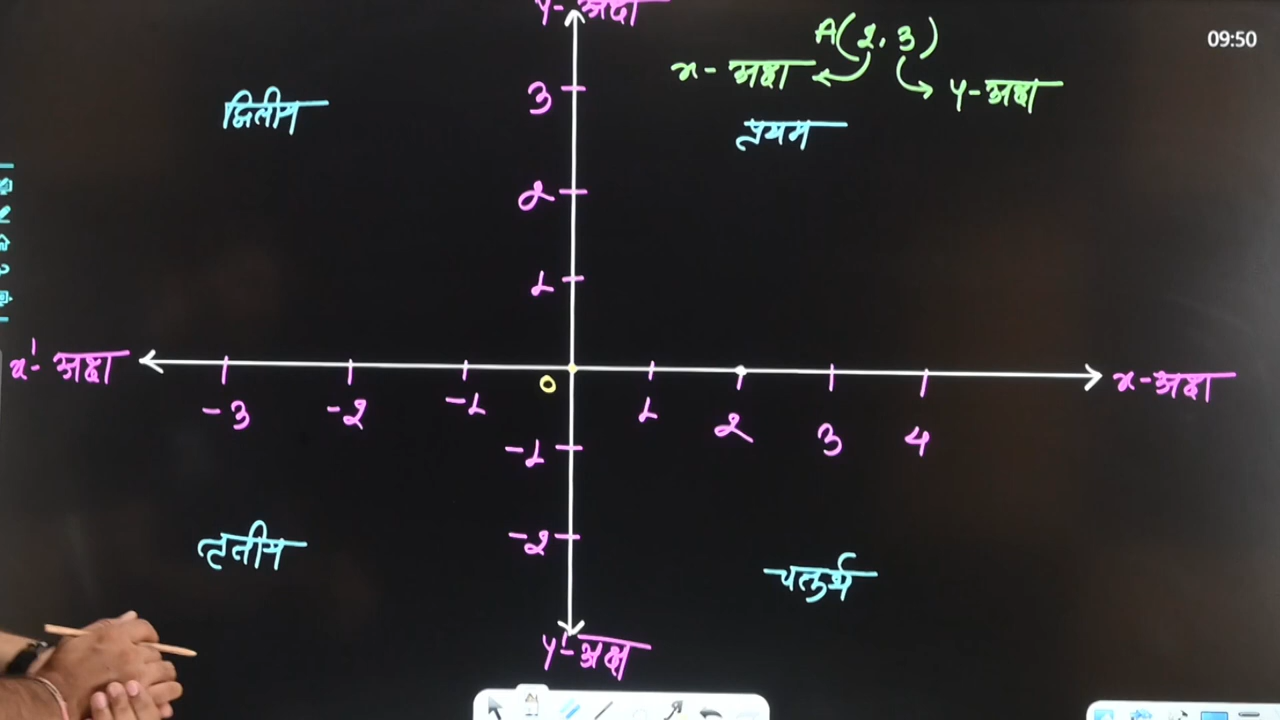 y-अक्ष
A(2, 3)
09:50
x-अक्ष
y-अक्ष
3
द्वितीय
प्रथम
2
1
x'-अक्ष
x-अक्ष
0
-3 -2 -1 1 2 3 4
-1
-2
तृतीय
चतुर्थ
y'-अक्ष